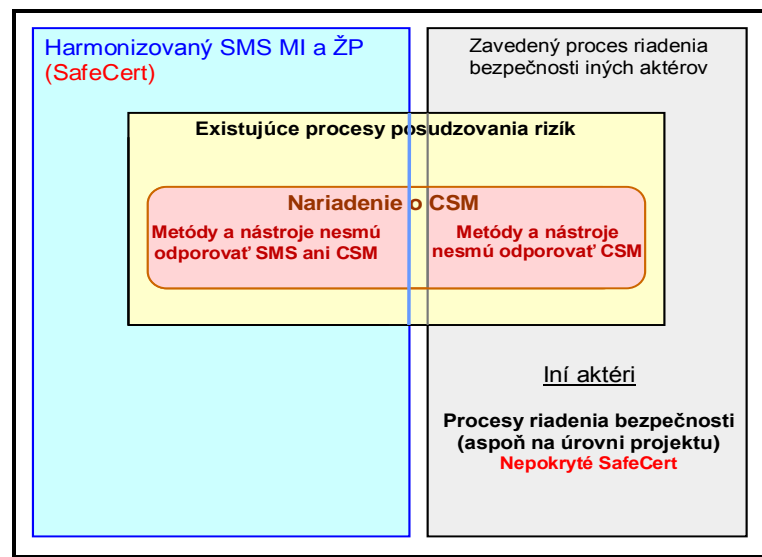 Harmonizovaný SMS MI a ŽP
(SafeCert)
Zavedený proces riadenia
bezpečnosti iných aktérov
Existujúce procesy posudzovania rizík
Nariadenie o CSM
Metódy a nástroje nesmú
odporovať SMS ani CSM
Metódy a nástroje
nesmú odporovať CSM
Iní aktéri
Procesy riadenia bezpečnosti
(aspoň na úrovni projektu)
Nepokryté SafeCert